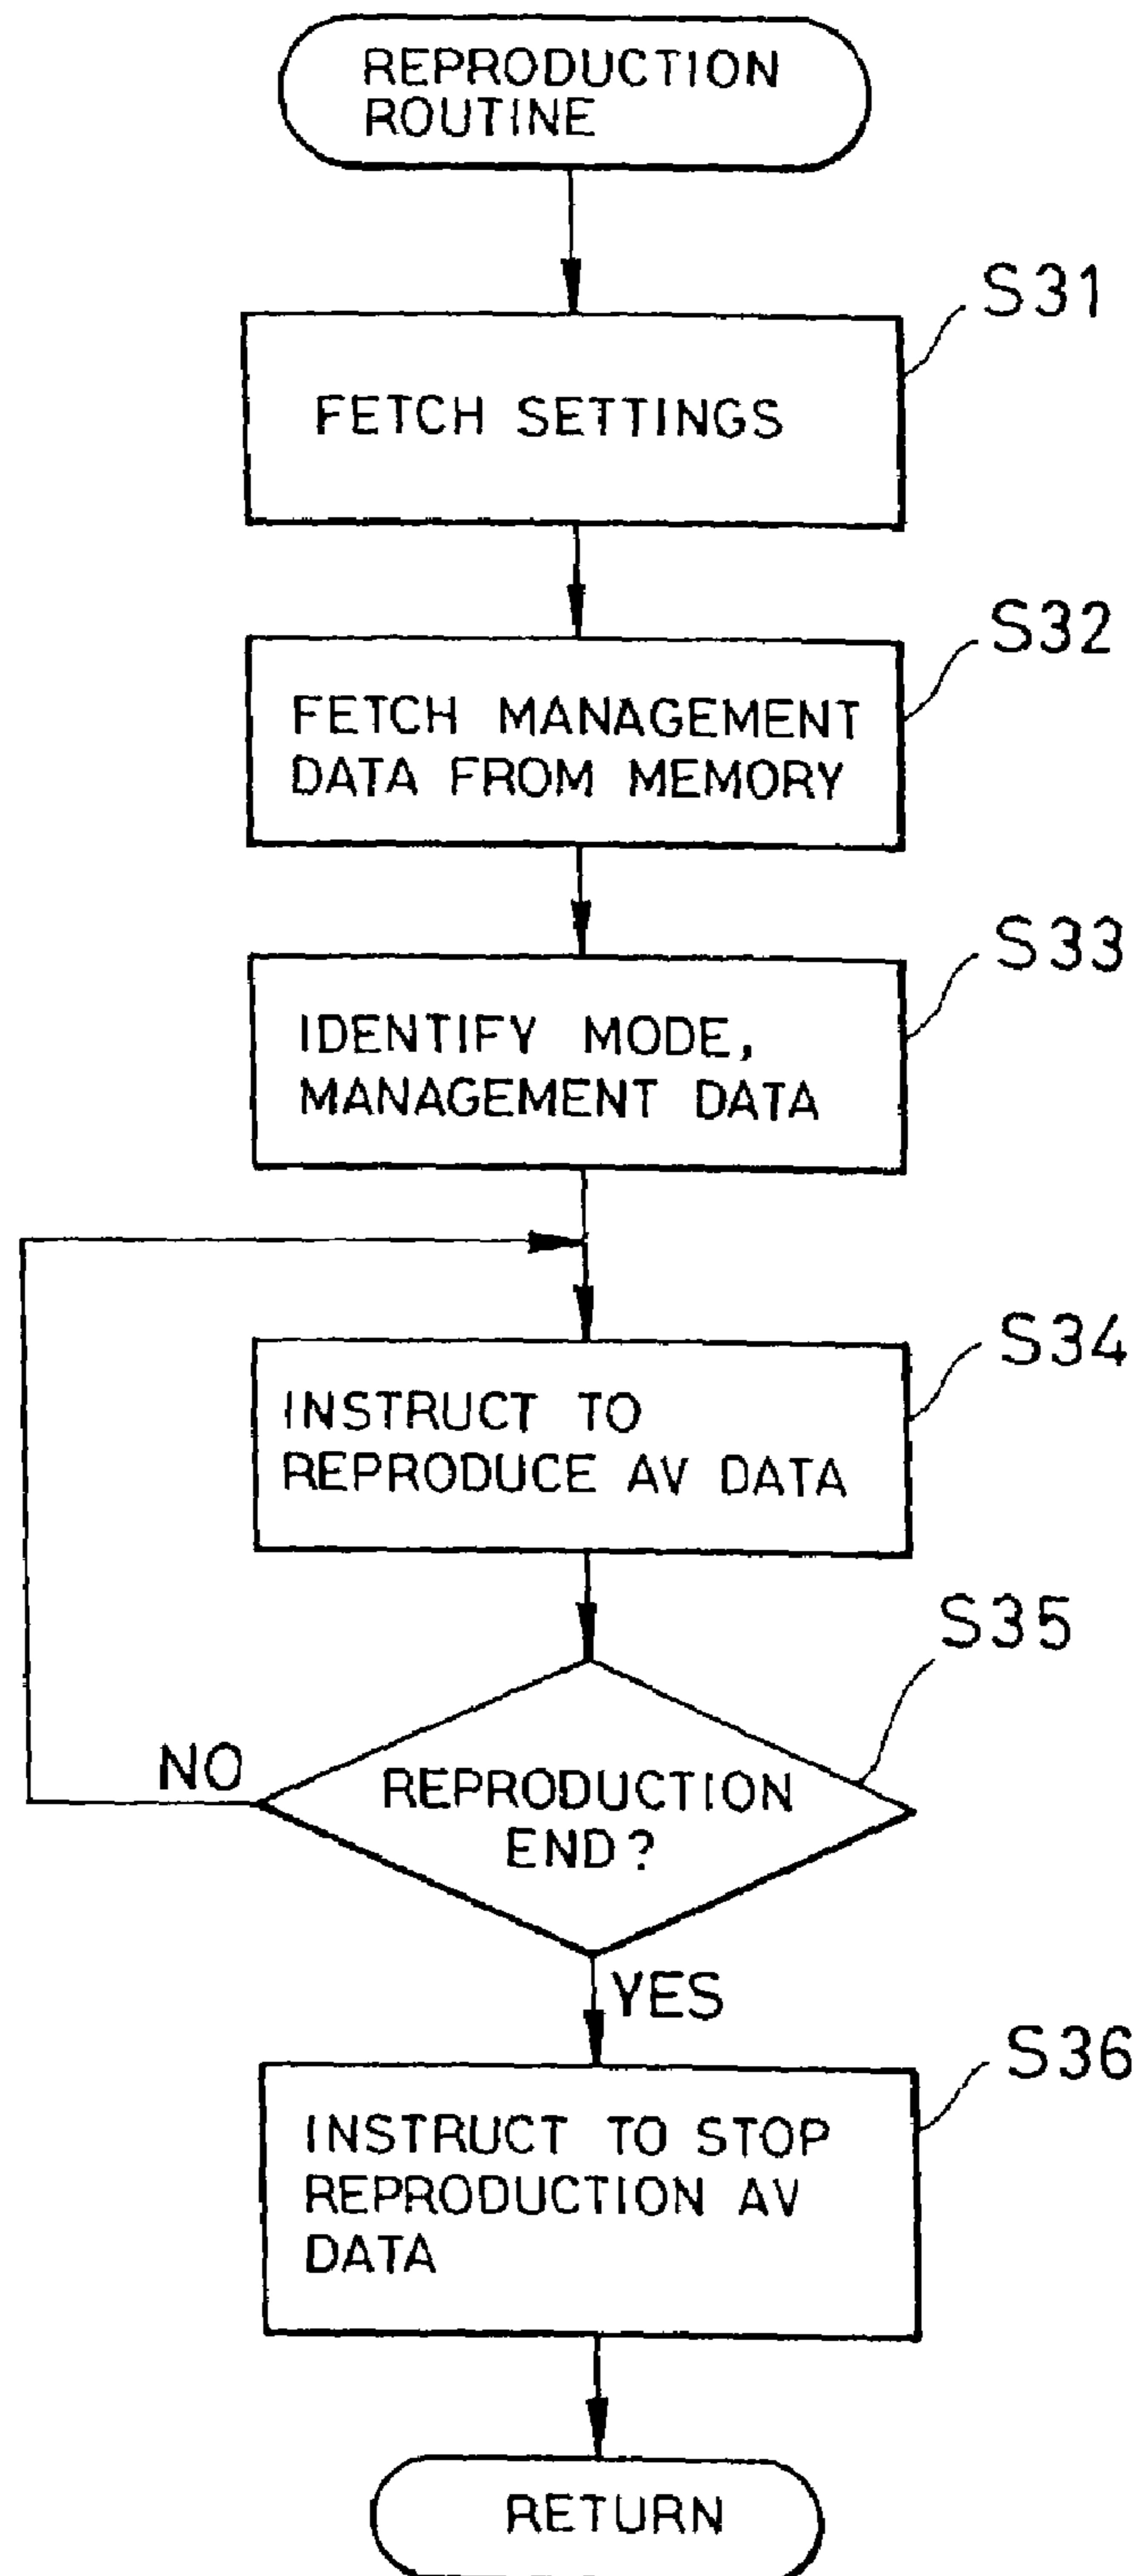 REPRODUCTION
ROUTINE
S31
FETCH SETTINGS
S32
FETCH MANAGEMENT
DATA FROM MEMORY
S33
IDENTIFY MODE,
MANAGEMENT DATA
S34
INSTRUCT TO
REPRODUCE AV DATA
S35
NO
REPRODUCTION
END?
YES
S36
INSTRUCT TO STOP
REPRODUCTION AV
DATA
RETURN